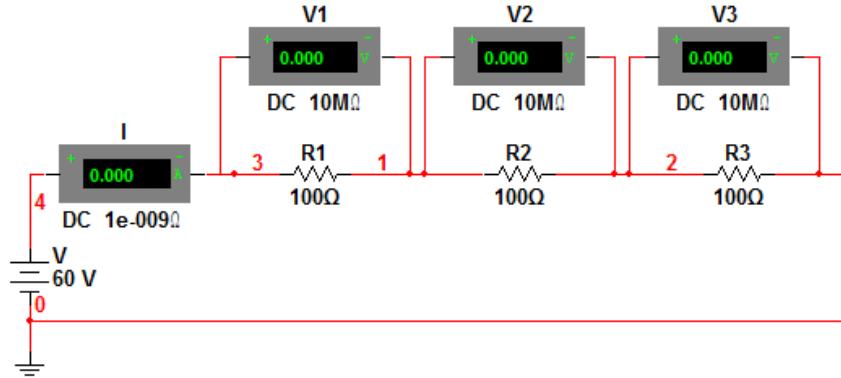 V1 V2 V3
+ 0.000 - V
+ 0.000 - V
+ 0.000 - V
DC 10MΩ DC 10MΩ DC 10MΩ
I
+ 0.000 - A
DC 1e-009Ω
3 R1 1 R2 2 R3
100Ω 100Ω 100Ω
4
V
60 V
0